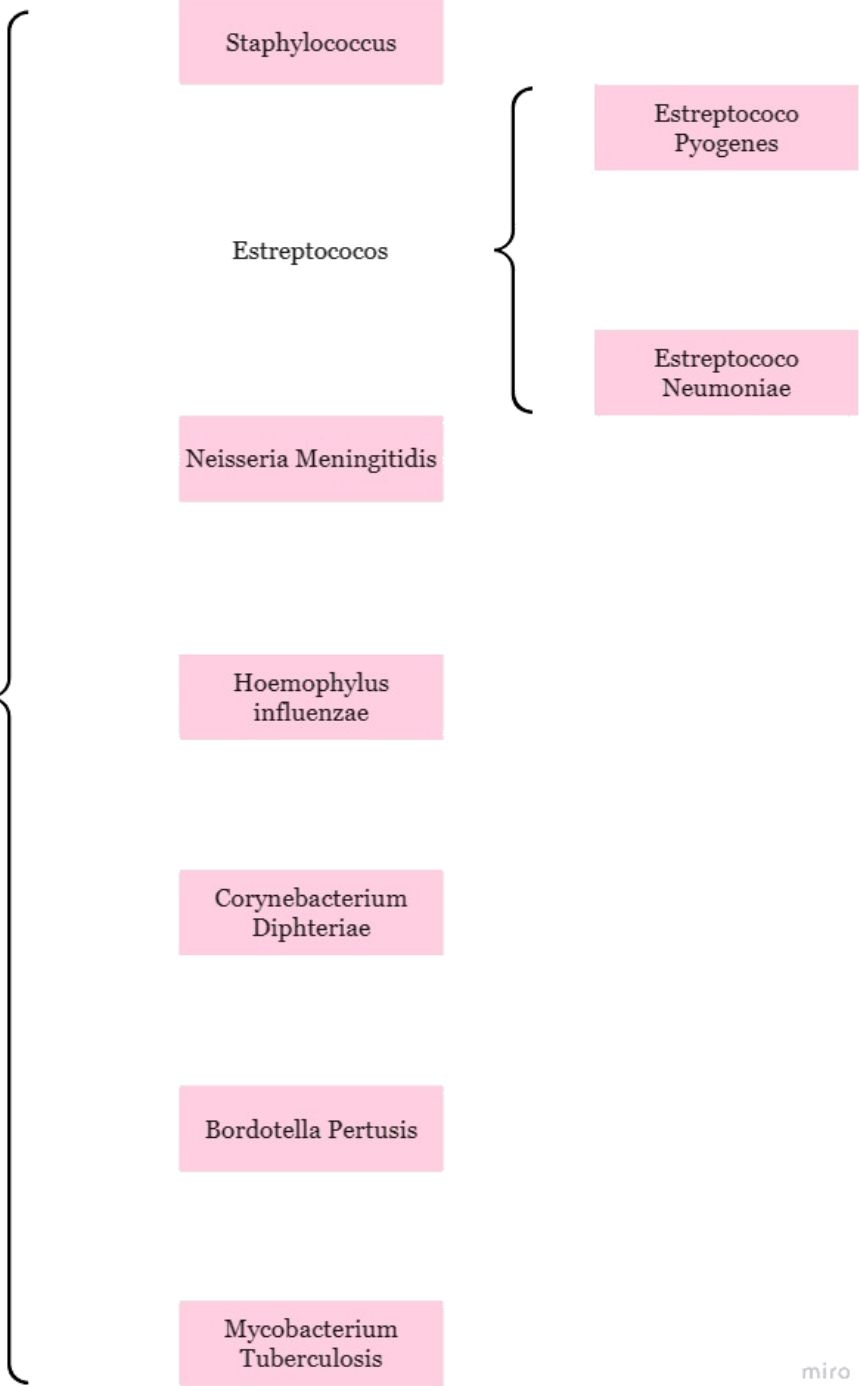 Staphylococcus
Estreptococo
Pyogenes
Estreptococos
Estreptococo
Neumoniae
Neisseria Meningitidis
Hoemophylus
influenzae
Corynebacterium
Diphteriae
Bordotella Pertusis
Mycobacterium
Tuberculosis
miro